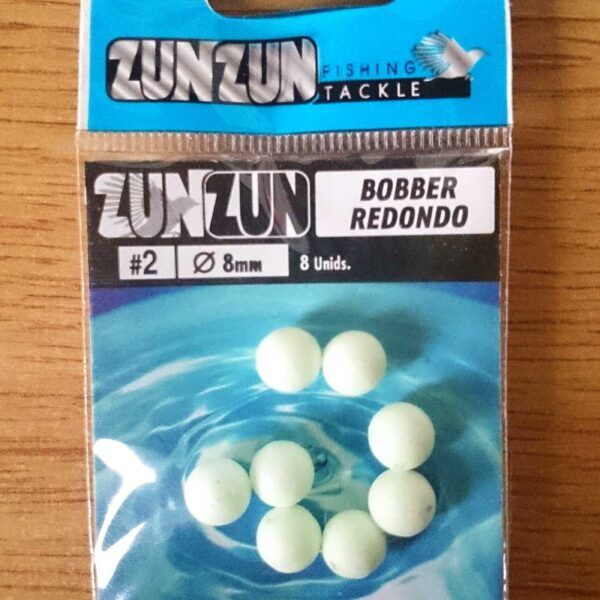 ZUNZUN
FISHING
TACKLE
ZUNZUN
BOBBER
REDONDO
#2 Ø 8mm 8 Unids.